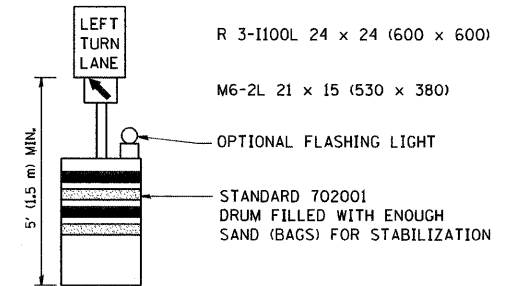 LEFT
TURN
LANE
R 3-I100L 24 x 24 (600 x 600)
M6-2L 21 x 15 (530 x 380)
OPTIONAL FLASHING LIGHT
5' (1.5 m) MIN.
STANDARD 702001
DRUM FILLED WITH ENOUGH
SAND (BAGS) FOR STABILIZATION